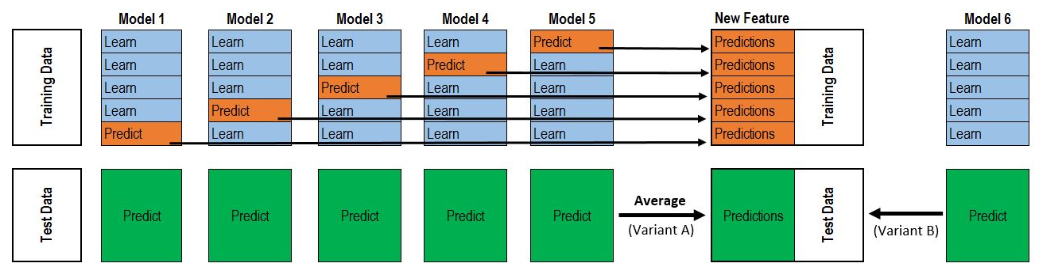 Model 1 Model 2 Model 3 Model 4 Model 5 New Feature Model 6
Training Data
Learn Learn Learn Learn Predict Predictions Learn
Learn Learn Learn Predict Learn Predictions Learn
Learn Learn Predict Learn Learn Predictions Learn
Learn Predict Learn Learn Learn Predictions Learn
Predict Learn Learn Learn Learn Predictions Learn
Training Data
Test Data
Predict Predict Predict Predict Predict
Average
(Variant A)
Predictions
Test Data
(Variant B)
Predict